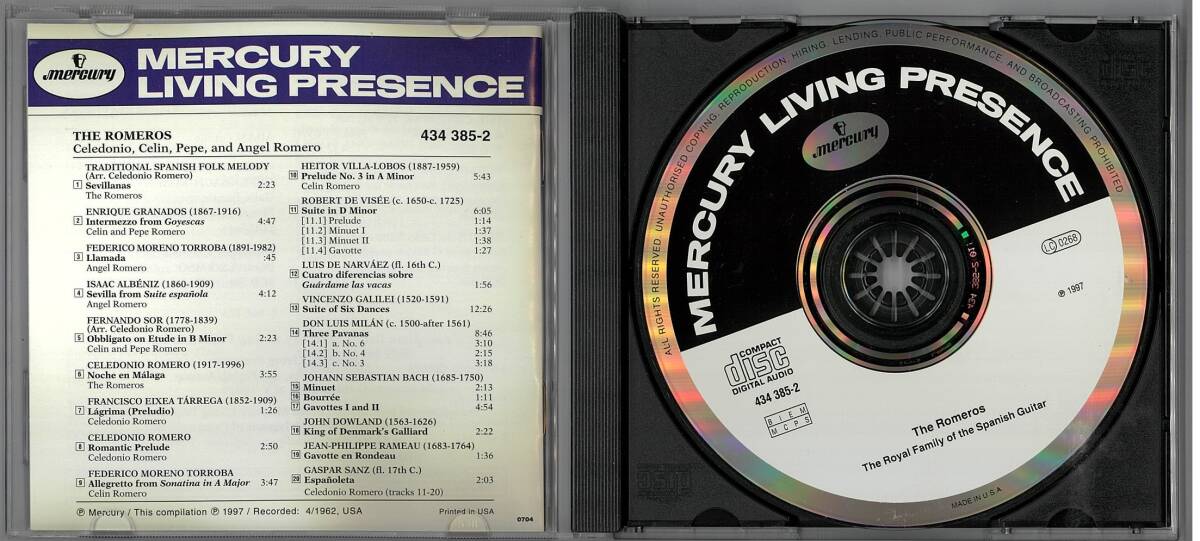 mercury
MERCURY
LIVING PRESENCE
THE ROMEROS 434 385-2
Celedonio, Celin, Pepe, and Angel Romero
TRADITIONAL SPANISH FOLK MELODY
(Arr. Celedonio Romero)
1 Sevillanas 2:23
The Romeros
ENRIQUE GRANADOS (1867-1916)
2 Intermezzo from Goyescas 4:47
Celin and Pepe Romero
FEDERICO MORENO TORROBA (1891-1982)
3 Llamada :45
Angel Romero
ISAAC ALBÉNIZ (1860-1909)
4 Sevilla from Suite española 4:12
Angel Romero
FERNANDO SOR (1778-1839)
(Arr. Celedonio Romero)
5 Obbligato on Etude in B Minor 2:23
Celin and Pepe Romero
CELEDONIO ROMERO (1917-1996)
6 Noche en Málaga 3:55
The Romeros
FRANCISCO EIXEA TÁRREGA (1852-1909)
7 Lágrima (Preludio) 1:26
Celedonio Romero
CELEDONIO ROMERO
8 Romantic Prelude 2:50
Celedonio Romero
FEDERICO MORENO TORROBA
9 Allegretto from Sonatina in A Major 3:47
Celin Romero
HEITOR VILLA-LOBOS (1887-1959)
10 Prelude No. 3 in A Minor 5:43
Celin Romero
ROBERT DE VISÉE (c. 1650-c. 1725)
11 Suite in D Minor 6:05
[11.1] Prelude 1:14
[11.2] Minuet I 1:37
[11.3] Minuet II 1:38
[11.4] Gavotte 1:27
LUIS DE NARVÁEZ (fl. 16th C.)
12 Cuatro diferencias sobre
Guárdame las vacas 1:56
VINCENZO GALILEI (1520-1591)
13 Suite of Six Dances 12:26
DON LUIS MILÁN (c. 1500-after 1561)
14 Three Pavanas 8:46
[14.1] a. No. 6 3:10
[14.2] b. No. 4 2:15
[14.3] c. No. 3 3:18
JOHANN SEBASTIAN BACH (1685-1750)
15 Minuet 2:13
16 Bourrée 1:11
17 Gavottes I and II 4:54
JOHN DOWLAND (1563-1626)
18 King of Denmark's Galliard 2:22
JEAN-PHILIPPE RAMEAU (1683-1764)
19 Gavotte en Rondeau 1:36
GASPAR SANZ (fl. 17th C.)
20 Españoleta 2:03
Celedonio Romero (tracks 11-20)
℗ Mercury / This compilation ℗ 1997 / Recorded: 4/1962, USA Printed in USA
0704
ALL RIGHTS RESERVED. UNAUTHORISED COPYING, REPRODUCTION, HIRING, LENDING, PUBLIC PERFORMANCE, AND BROADCASTING PROHIBITED
MERCURY LIVING PRESENCE
mercury
LC 0268
℗ 1997
COMPACT
disc
DIGITAL AUDIO
434 385-2
BIEM
MCPS
The Romeros
The Royal Family of the Spanish Guitar
MADE IN U.S.A